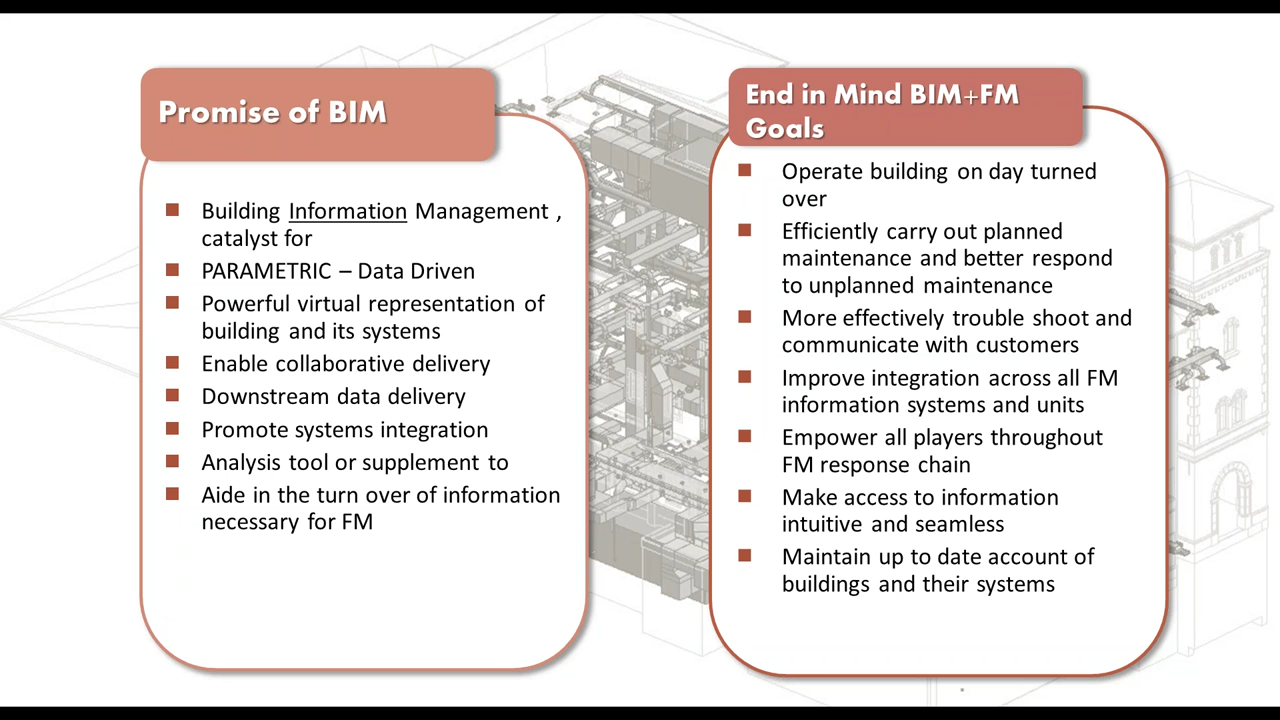 Promise of BIM
Building Information Management ,
catalyst for
PARAMETRIC – Data Driven
Powerful virtual representation of
building and its systems
Enable collaborative delivery
Downstream data delivery
Promote systems integration
Analysis tool or supplement to
Aide in the turn over of information
necessary for FM
End in Mind BIM+FM
Goals
Operate building on day turned
over
Efficiently carry out planned
maintenance and better respond
to unplanned maintenance
More effectively trouble shoot and
communicate with customers
Improve integration across all FM
information systems and units
Empower all players throughout
FM response chain
Make access to information
intuitive and seamless
Maintain up to date account of
buildings and their systems